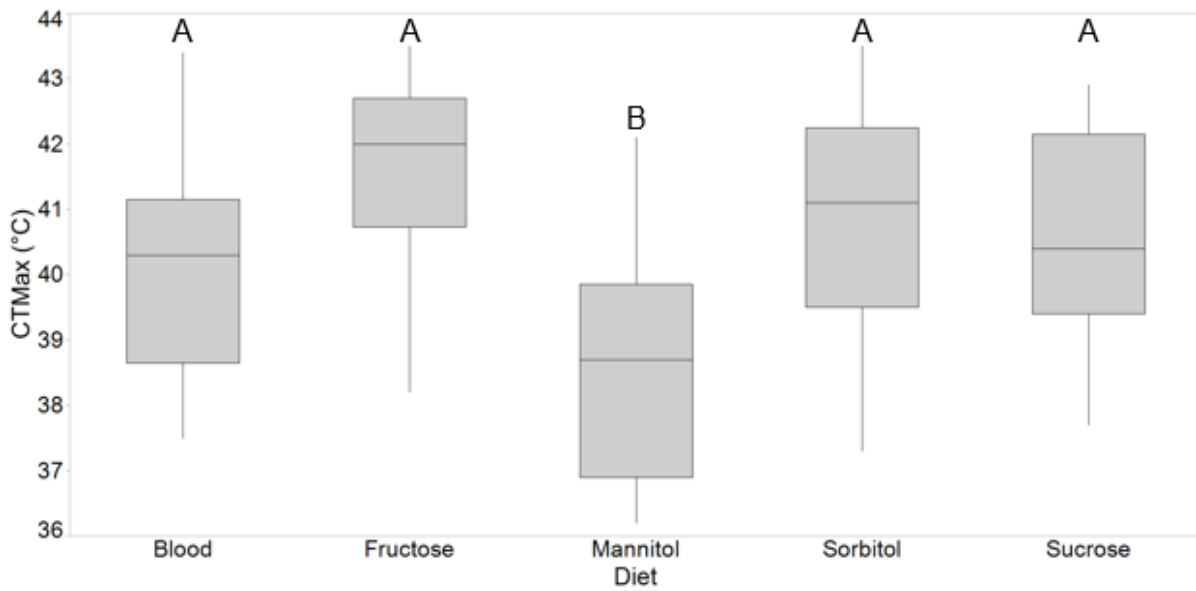 44
43
42
41
40
39
38
37
36
CTMax (°C)
A
A
B
A
A
Blood
Fructose
Mannitol
Sorbitol
Sucrose
Diet